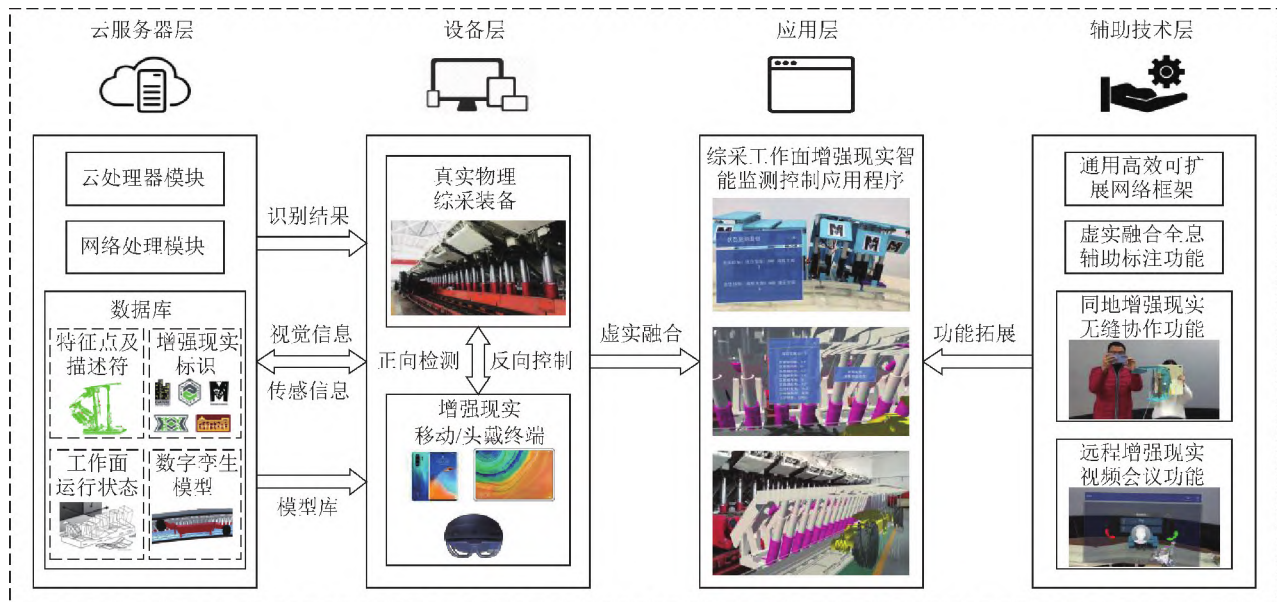 云服务器层
设备层
应用层
辅助技术层
云处理器模块
网络处理模块
数据库
特征点及
描述符
增强现实
标识
工作面
运行状态
数字孪生
模型
识别结果
视觉信息
传感信息
模型库
真实物理
综采装备
正向检测
反向控制
增强现实
移动/头戴终端
虚实融合
综采工作面增强现实智
能监测控制应用程序
功能拓展
通用高效可扩
展网络框架
虚实融合全息
辅助标注功能
同地增强现实
无缝协作功能
远程增强现实
视频会议功能